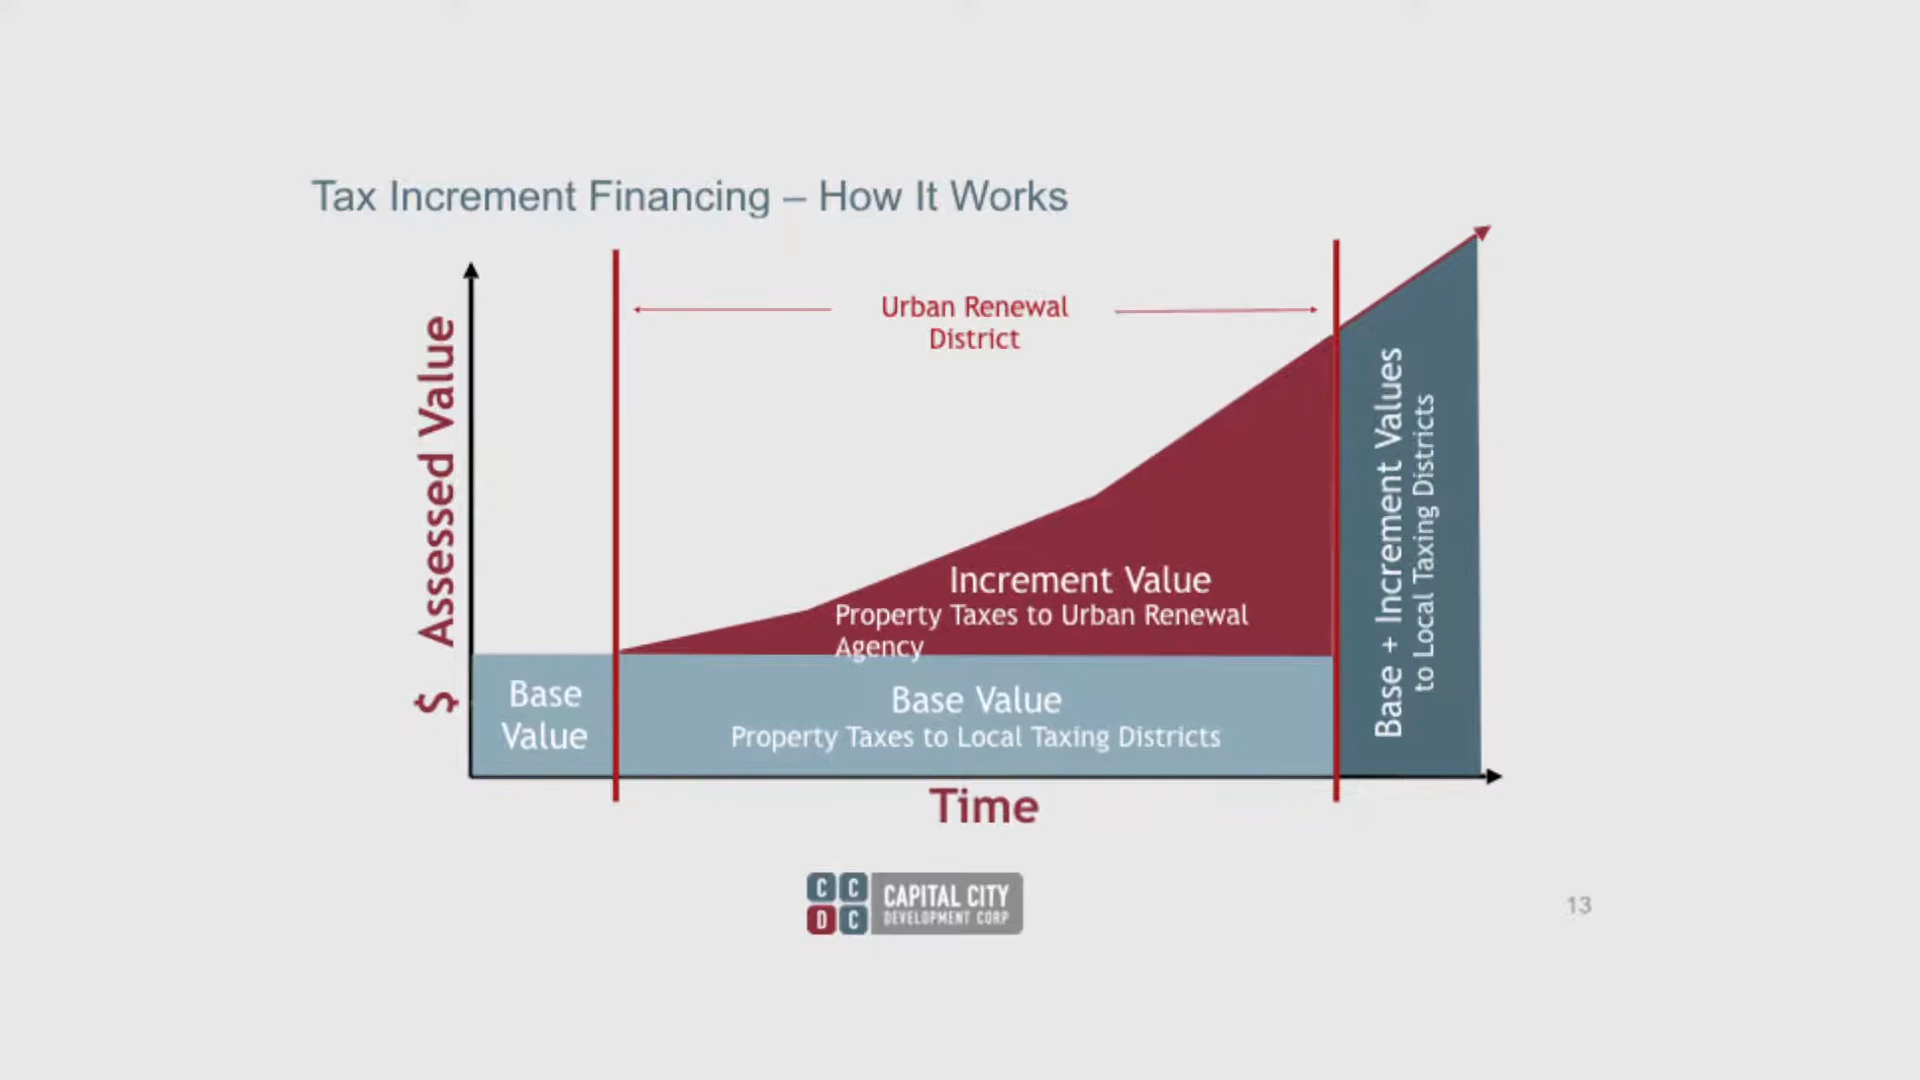 Tax Increment Financing – How It Works
Urban Renewal
District
$ Assessed Value
Increment Value
Property Taxes to Urban Renewal
Agency
Base
Value
Base Value
Property Taxes to Local Taxing Districts
Base + Increment Values
to Local Taxing Districts
Time
C C
D C
CAPITAL CITY
DEVELOPMENT CORP
13